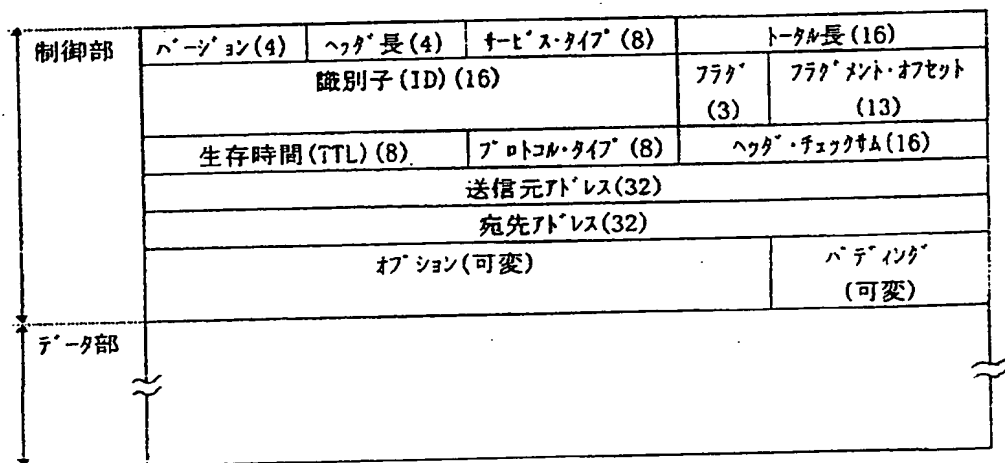 制御部
バージョン(4) ヘッダ長(4) サービス・タイプ(8) トータル長(16)
識別子(ID)(16) フラグ フラグメント・オフセット
(3) (13)
生存時間(TTL)(8) プロトコル・タイプ(8) ヘッダ・チェックサム(16)
送信元アドレス(32)
宛先アドレス(32)
オプション(可変) パディング
(可変)
データ部